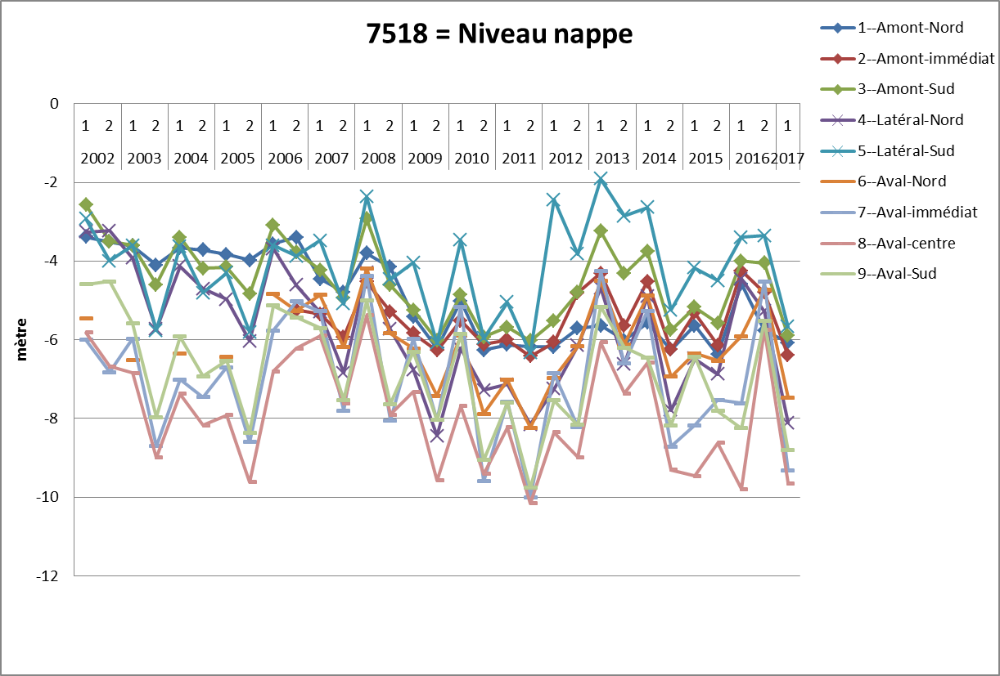 7518 = Niveau nappe
1--Amont-Nord
2--Amont-immédiat
3--Amont-Sud
4--Latéral-Nord
5--Latéral-Sud
6--Aval-Nord
7--Aval-immédiat
8--Aval-centre
9--Aval-Sud
mètre
0
-2
-4
-6
-8
-10
-12
1 2 1 2 1 2 1 2 1 2 1 2 1 2 1 2 1 2 1 2 1 2 1 2 1 2 1 2 1 2 1
2002 2003 2004 2005 2006 2007 2008 2009 2010 2011 2012 2013 2014 2015 2016 2017